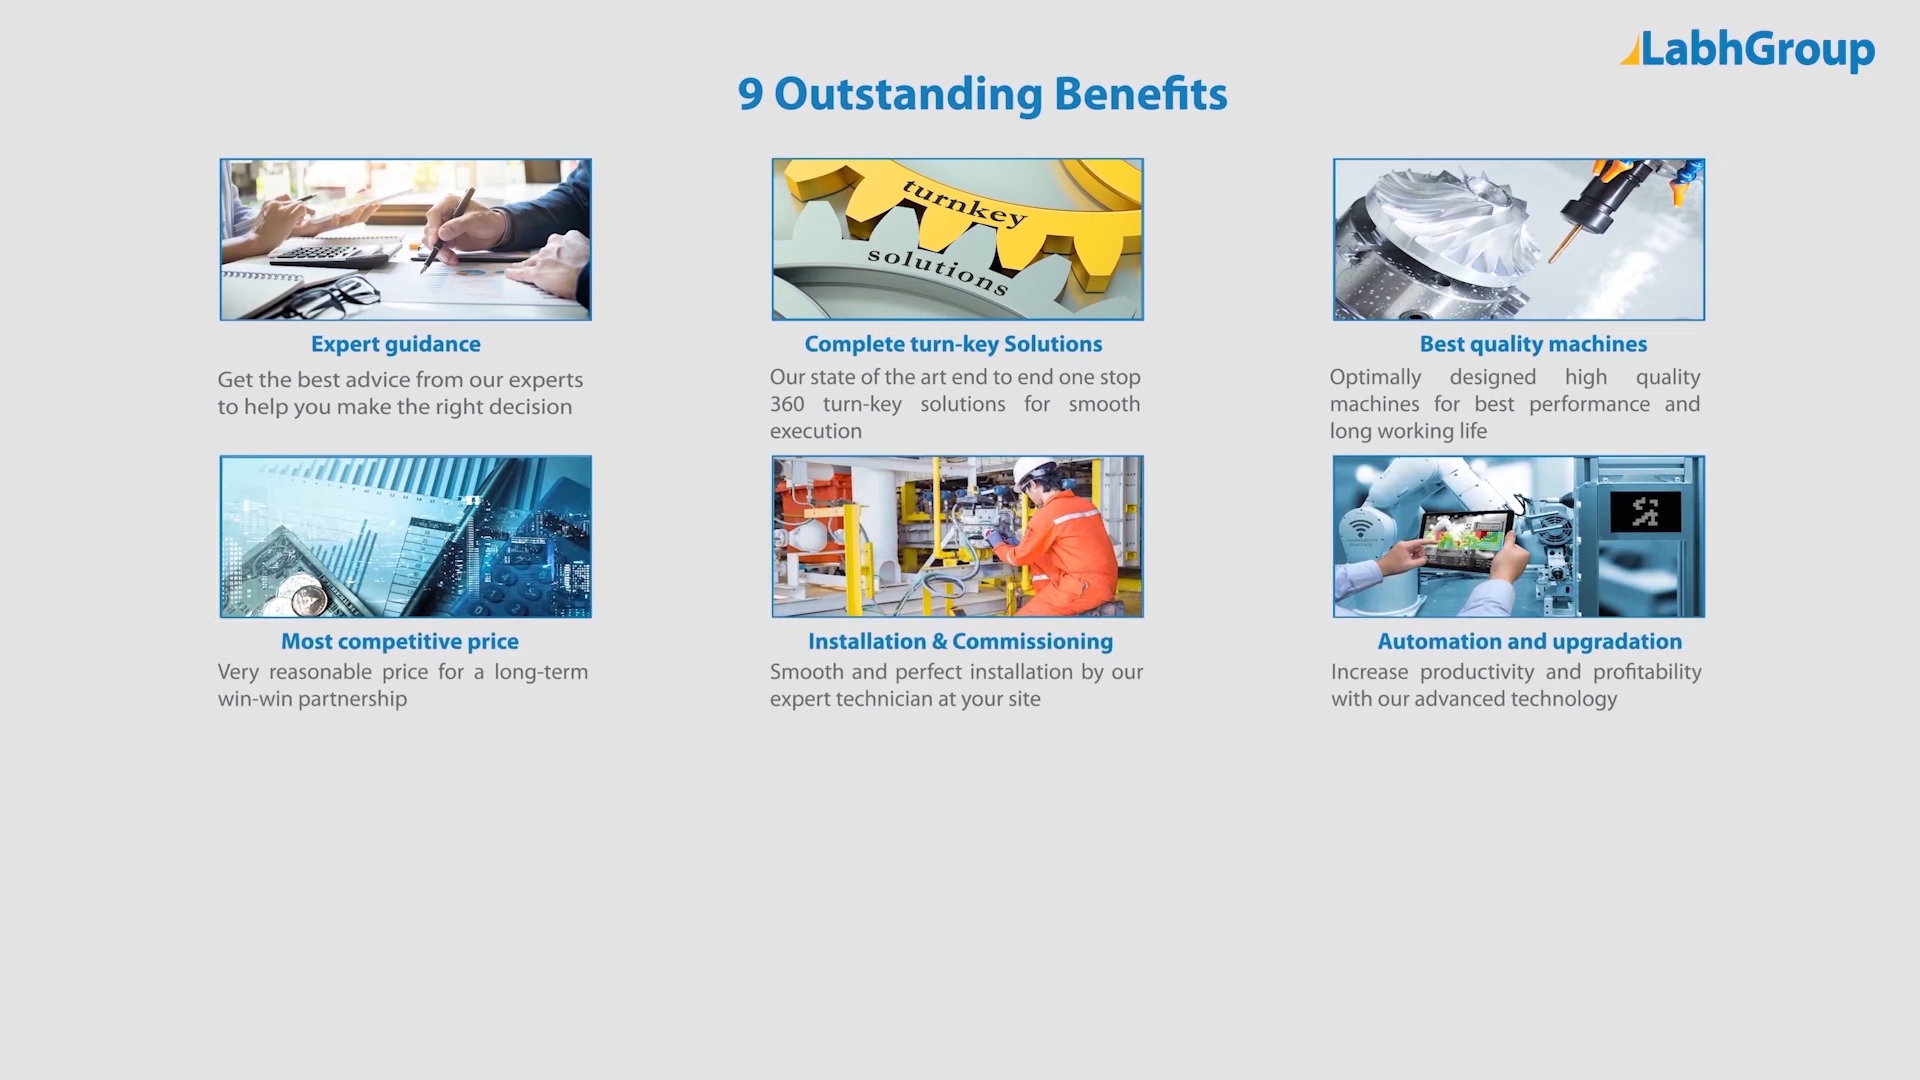 LabhGroup
9 Outstanding Benefits
turnkey
solutions
Expert guidance
Get the best advice from our experts
to help you make the right decision
Complete turn-key Solutions
Our state of the art end to end one stop
360 turn-key solutions for smooth
execution
Best quality machines
Optimally designed high quality
machines for best performance and
long working life
Most competitive price
Very reasonable price for a long-term
win-win partnership
Installation & Commissioning
Smooth and perfect installation by our
expert technician at your site
Automation and upgradation
Increase productivity and profitability
with our advanced technology